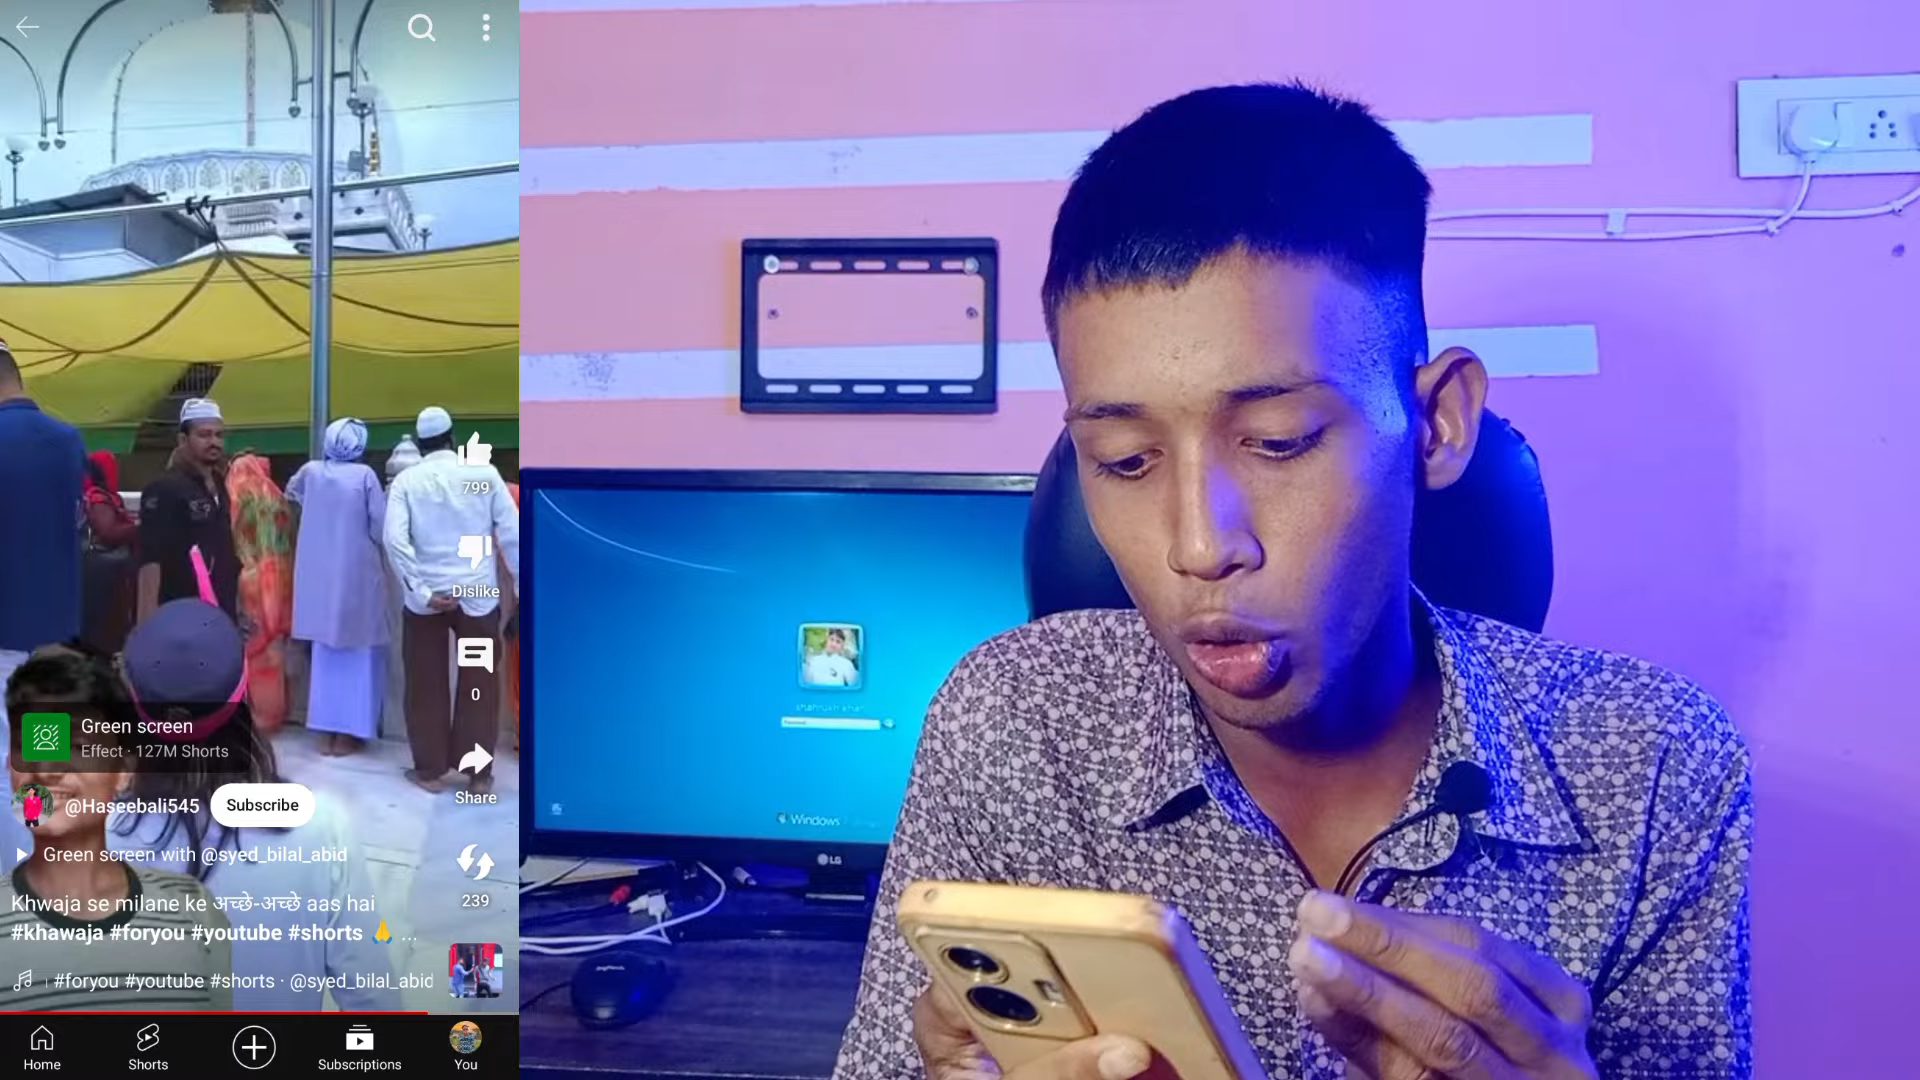 799
Dislike
0
Green screen
Effect · 127M Shorts
Share
@Haseebali545
Subscribe
Green screen with @syed_bilal_abid
239
Khwaja se milane ke अच्छे-अच्छे aas hai
#khawaja #foryou #youtube #shorts 🙏 ...
#foryou #youtube #shorts · @syed_bilal_abid
Home
Shorts
Subscriptions
You
shahrukh khan
Windows
LG